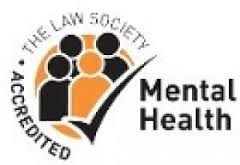 • THE LAW SOCIETY •
ACCREDITED
Mental
Health